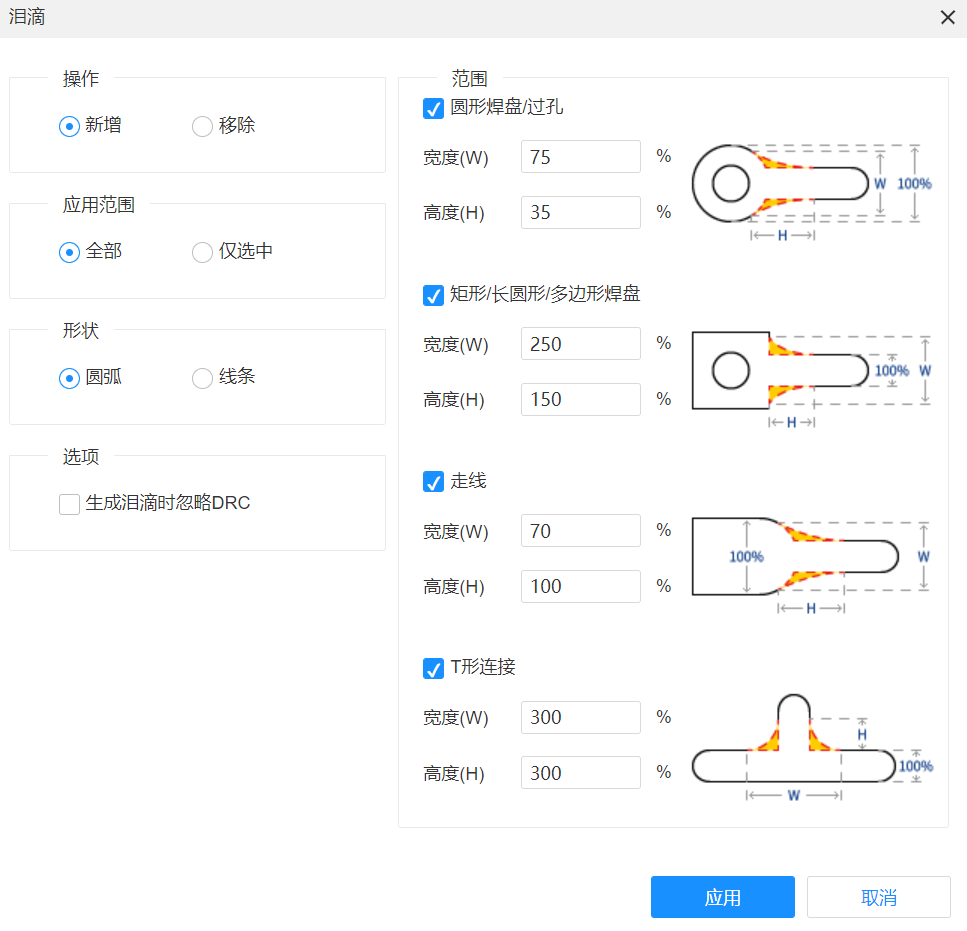 泪滴
操作
新增 移除
应用范围
全部 仅选中
形状
圆弧 线条
选项
生成泪滴时忽略DRC
范围
圆形焊盘/过孔
宽度(W) 75 %
高度(H) 35 %
W 100%
H
矩形/长圆形/多边形焊盘
宽度(W) 250 %
高度(H) 150 %
100% W
H
走线
宽度(W) 70 %
高度(H) 100 %
100% W
H
T形连接
宽度(W) 300 %
高度(H) 300 %
H
100%
W
应用 取消